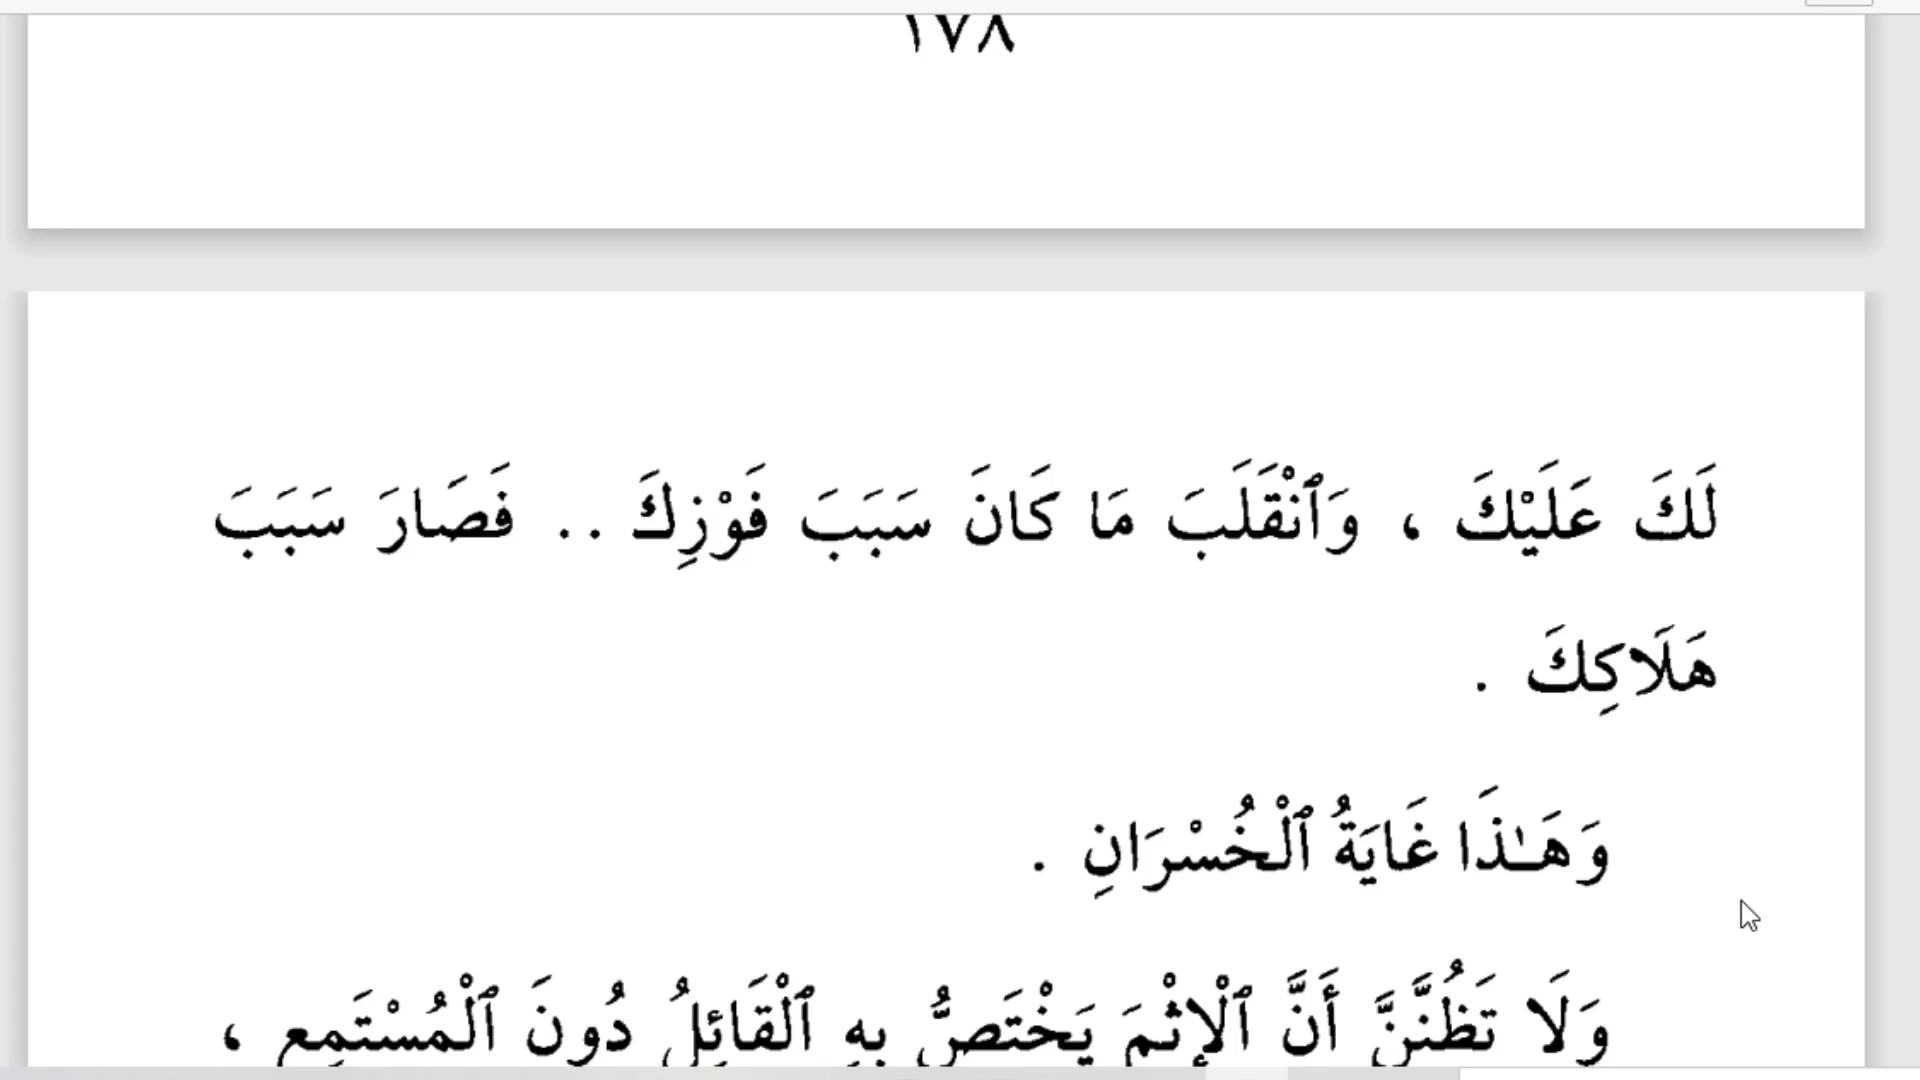 ١٧٨
لَكَ عَلَيْكَ ، وَٱنْقَلَبَ مَا كَانَ سَبَبَ فَوْزِكَ .. فَصَارَ سَبَبَ
هَلَاكِكَ .
وَهَـٰذَا غَايَةُ ٱلْخُسْرَانِ .
وَلَا تَظُنَّنَّ أَنَّ ٱلْإِثْمَ يَخْتَصُّ بِهِ ٱلْقَائِلُ دُونَ ٱلْمُسْتَمِعِ ،